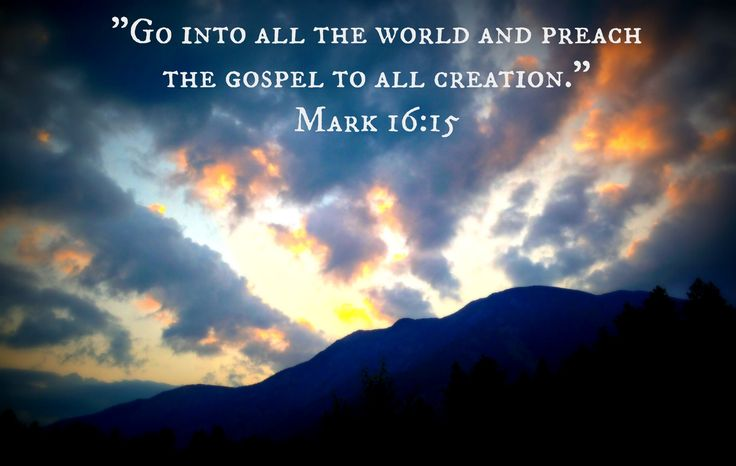 "Go into all the world and preach
the gospel to all creation."
Mark 16:15